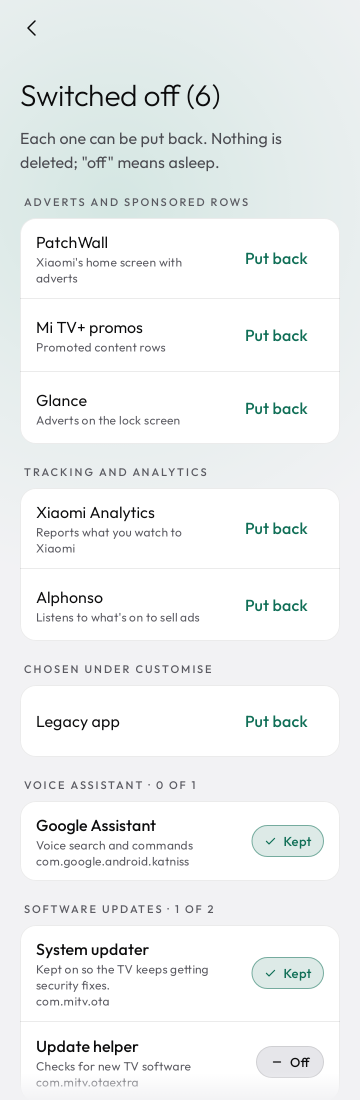 Switched off (6)
Each one can be put back. Nothing is
deleted; "off" means asleep.
ADVERTS AND SPONSORED ROWS
PatchWall
Xiaomi's home screen with
adverts
Put back
Mi TV+ promos
Promoted content rows
Put back
Glance
Adverts on the lock screen
Put back
TRACKING AND ANALYTICS
Xiaomi Analytics
Reports what you watch to
Xiaomi
Put back
Alphonso
Listens to what's on to sell ads
Put back
CHOSEN UNDER CUSTOMISE
Legacy app
Put back
VOICE ASSISTANT · 0 OF 1
Google Assistant
Voice search and commands
com.google.android.katniss
Kept
SOFTWARE UPDATES · 1 OF 2
System updater
Kept on so the TV keeps getting
security fixes.
com.mitv.ota
Kept
Update helper
Checks for new TV software
com.mitv.otaextra
Off